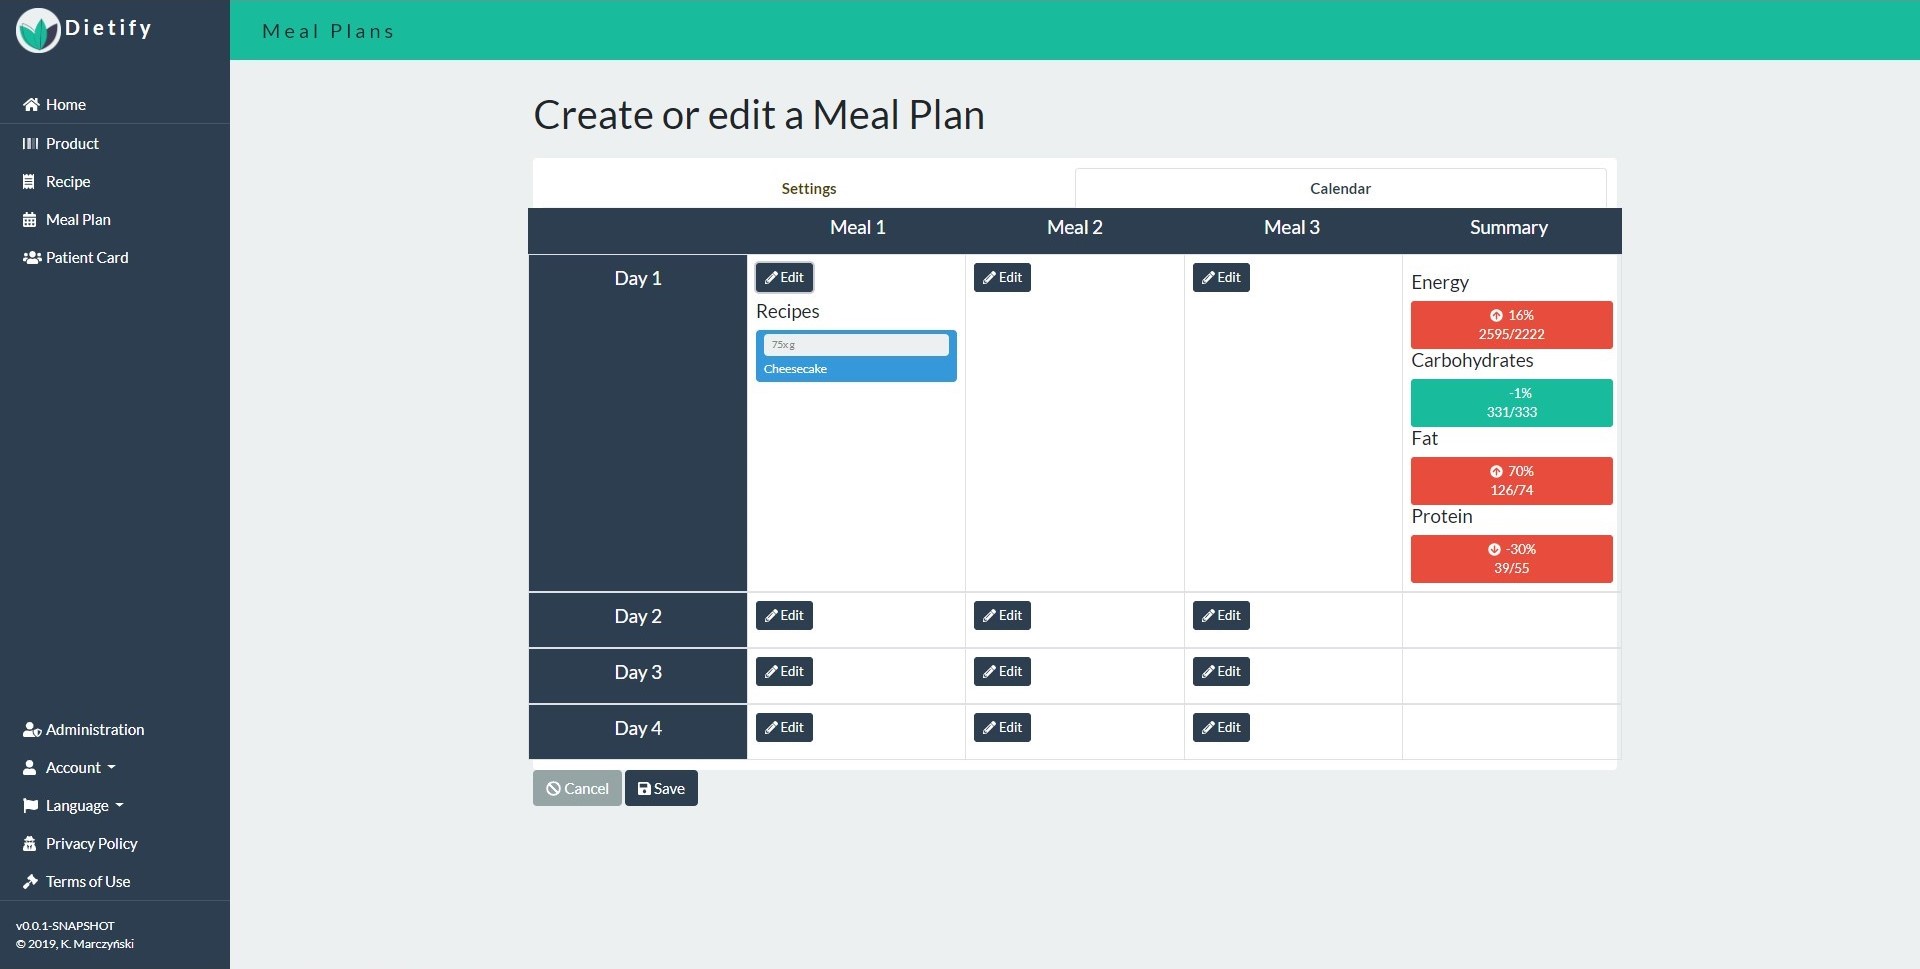 Dietify
Meal Plans
Home
Product
Recipe
Meal Plan
Patient Card
Administration
Account
Language
Privacy Policy
Terms of Use
v0.0.1-SNAPSHOT
© 2019, K. Marczyński
Create or edit a Meal Plan
Settings Calendar
Meal 1 Meal 2 Meal 3 Summary
Day 1 Edit Edit Edit
Recipes
75x g
Cheesecake
Energy
16%
2595/2222
Carbohydrates
-1%
331/333
Fat
70%
126/74
Protein
-30%
39/55
Day 2 Edit Edit Edit
Day 3 Edit Edit Edit
Day 4 Edit Edit Edit
Cancel Save